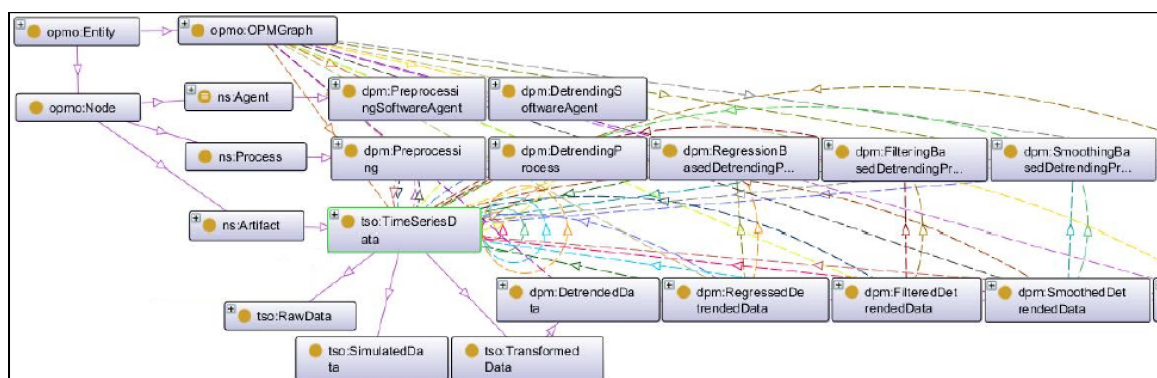 opmo:Entity
opmo:OPMGraph
ns:Agent
dpm:Preprocessi
ngSoftwareAgent
dpm:DetrendingS
oftwareAgent
opmo:Node
ns:Process
dpm:Preprocessi
ng
dpm:DetrendingP
rocess
dpm:RegressionB
asedDetrendingP...
dpm:FilteringBa
sedDetrendingPr...
dpm:SmoothingBa
sedDetrendingPr...
ns:Artifact
tso:TimeSeriesD
ata
dpm:DetrendedDa
ta
dpm:RegressedDe
trendedData
dpm:FilteredDet
rendedData
dpm:SmoothedDet
rendedData
tso:RawData
tso:SimulatedDa
ta
tso:Transformed
Data